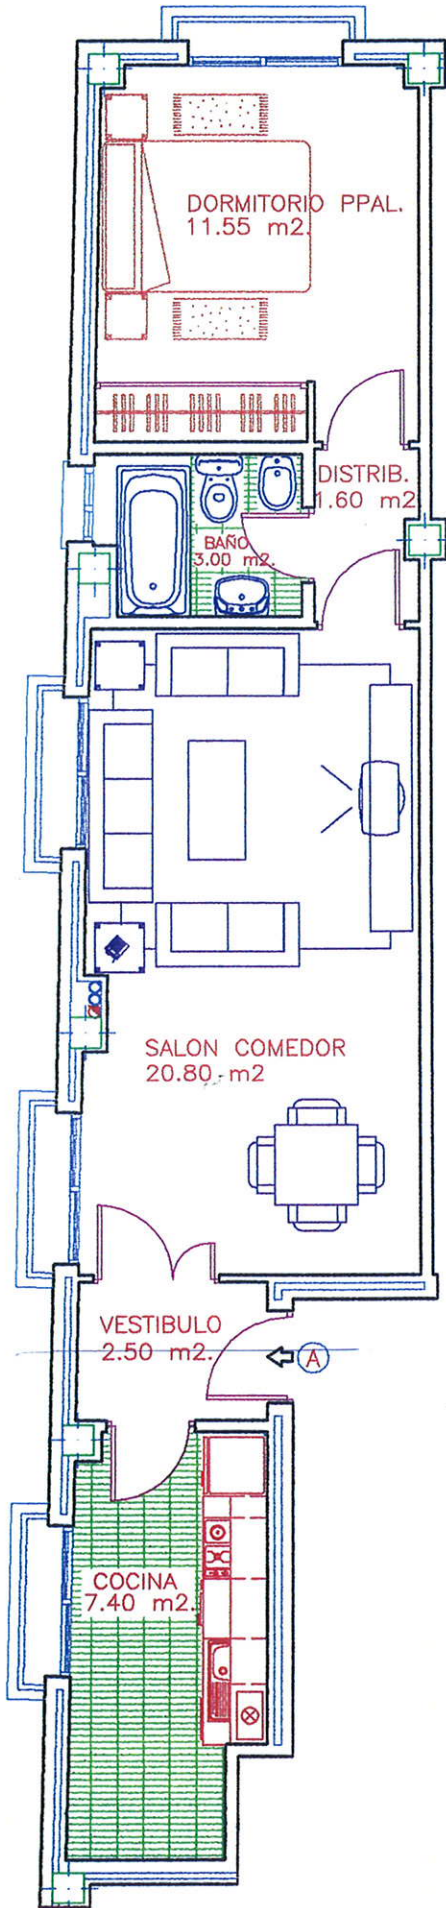 DORMITORIO PPAL.
11.55 m2.
DISTRIB.
1.60 m2
BAÑO
3.00 m2.
SALON COMEDOR
20.80 m2
VESTIBULO
2.50 m2.
A
COCINA
7.40 m2.